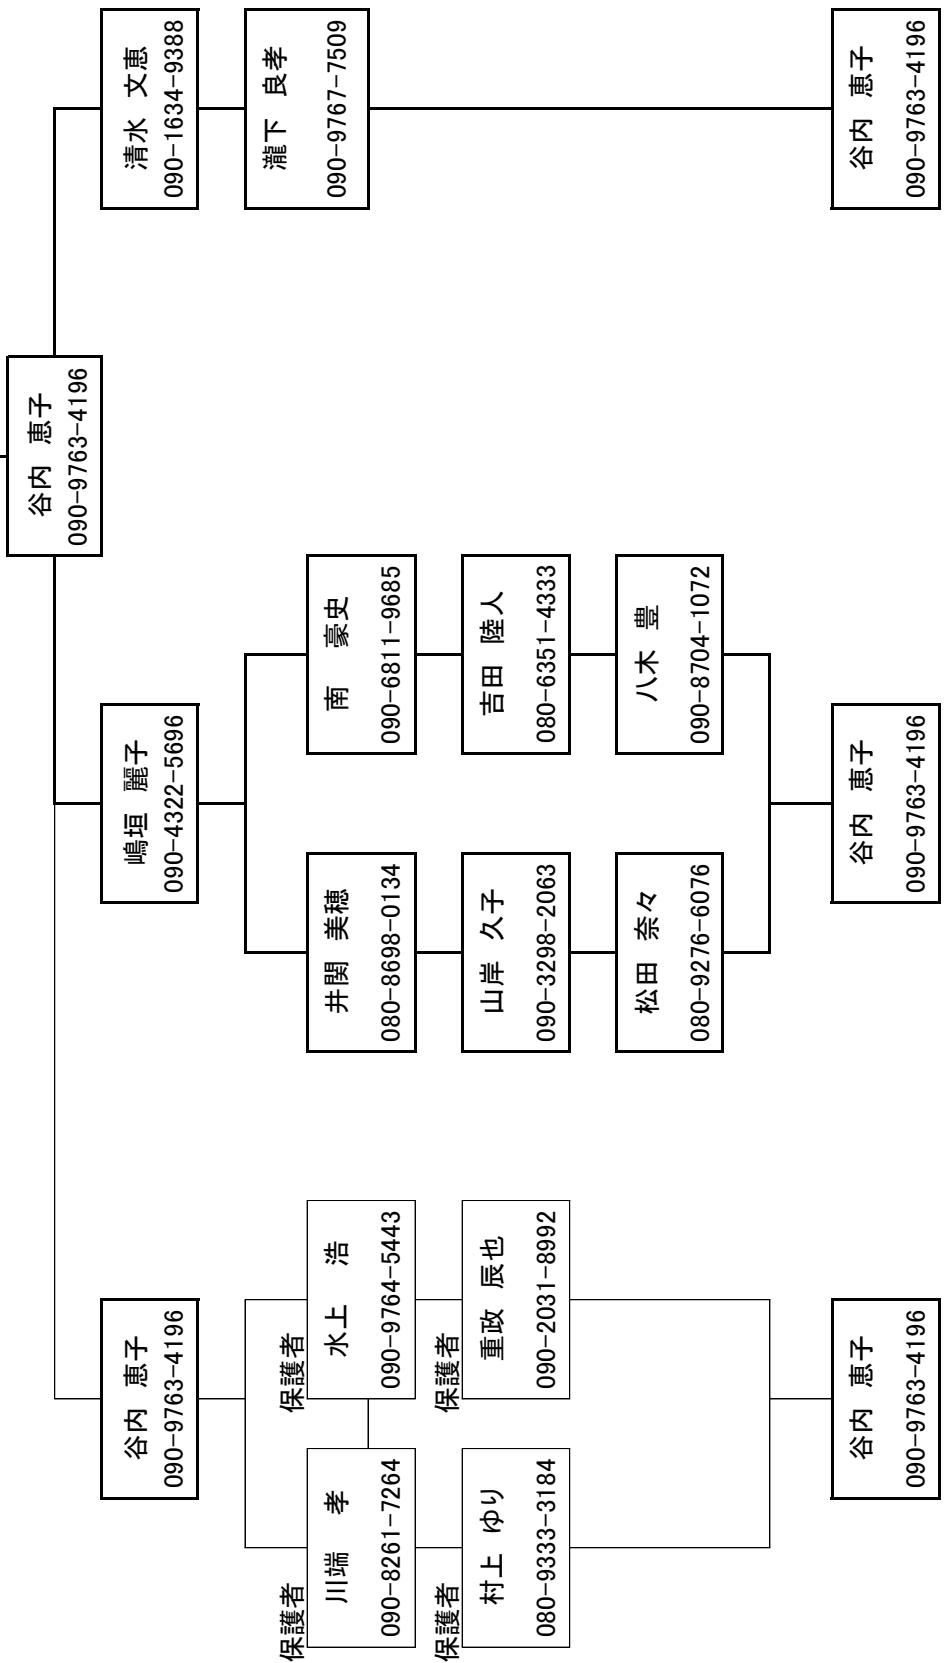 谷内　恵子
090-9763-4196
谷内　恵子
090-9763-4196
嶋垣　麗子
090-4322-5696
清水　文恵
090-1634-9388
瀧下　良孝
090-9767-7509
保護者
川端　　孝
090-8261-7264
保護者
水上　　浩
090-9764-5443
井関　美穂
080-8698-0134
南　　豪史
090-6811-9685
保護者
村上　ゆり
080-9333-3184
保護者
重政　辰也
090-2031-8992
山岸　久子
090-3298-2063
吉田　陸人
080-6351-4333
松田　奈々
080-9276-6076
八木　豊
090-8704-1072
谷内　恵子
090-9763-4196
谷内　恵子
090-9763-4196
谷内　恵子
090-9763-4196